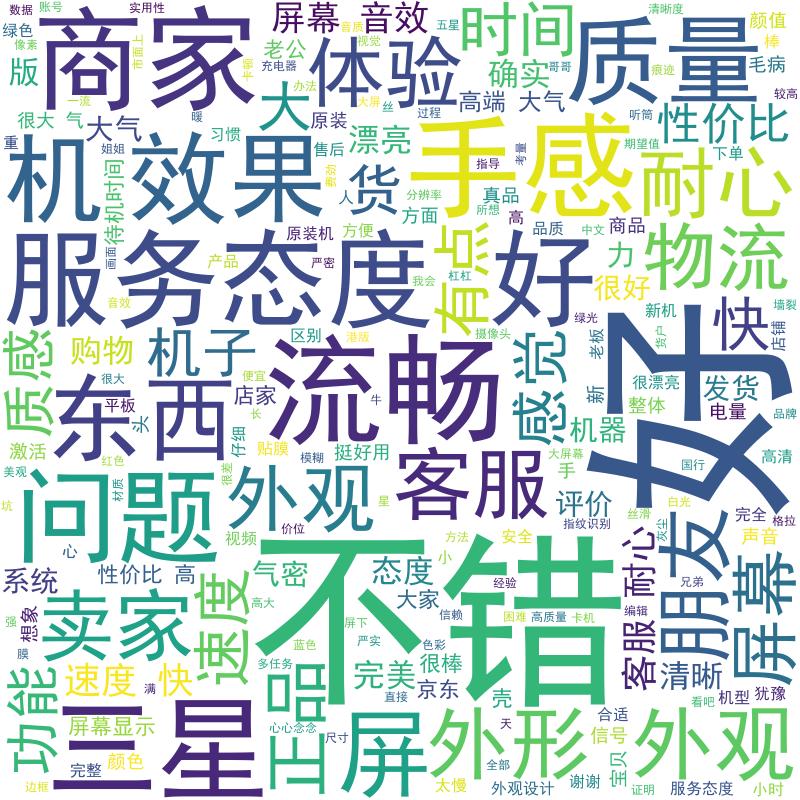 数据
账号
实用性
屏幕 音效
五星
时间
清晰度
绿色
像素
市面上
商家
老公
音质
视觉
体验
质量
颜值
棒
版
卡顿
充电器
办法
哥哥
确实
痕迹
毛病
一流
大
大屏
丝
过程
高端
大气
听筒
较高
很大
气
大气
暖
习惯
原装
漂亮
手感
指导
考量
性价比
期望值
下单
重
姐姐
售后
机
效果
货
耐心
待机时间
人
分辨率
真品
所想
方面
高
品质
商品
中文
原装机
方便
画面
服务态度
有点
好
力
物流
产品
严密
我会
杠杠
很好
音效
港版
摄像头
绿光
新机
墙裂
质感
购物
机子
区别
流畅
感觉
新
老板
货户
快
店铺
很大
便宜
牛
好
很漂亮
发货
平板
头
店家
长
整体
电量
品牌
东西
激活
仔细
贴膜
模糊
挺好用
大屏幕
机器
手
国行
高清
美观
红色
很差
材质
问题
外观
星
客服
评价
白光
丝滑
坑
价位
指纹识别
灰尘
完全
格拉
心
视频
不错
方法
安全
声音
耐心
朋友
屏幕
系统
性价比
高
气密
态度
小
大家
经验
兄弟
强
想象
卖家
速度
高大
屏下
严实
信赖
困难
高质量
卡机
编辑
蓝色
色彩
客服
膜
功能
速度
快
满
多任务
正品
完美
很棒
直接
京东
壳
清晰
机型
犹豫
看吧
三星
屏幕显示
心心念念
屏
外形
天
合适
信号
外观
完整
颜色
尺寸
全部
宝贝
边框
太慢
外观设计
谢谢
证明
服务态度
小时